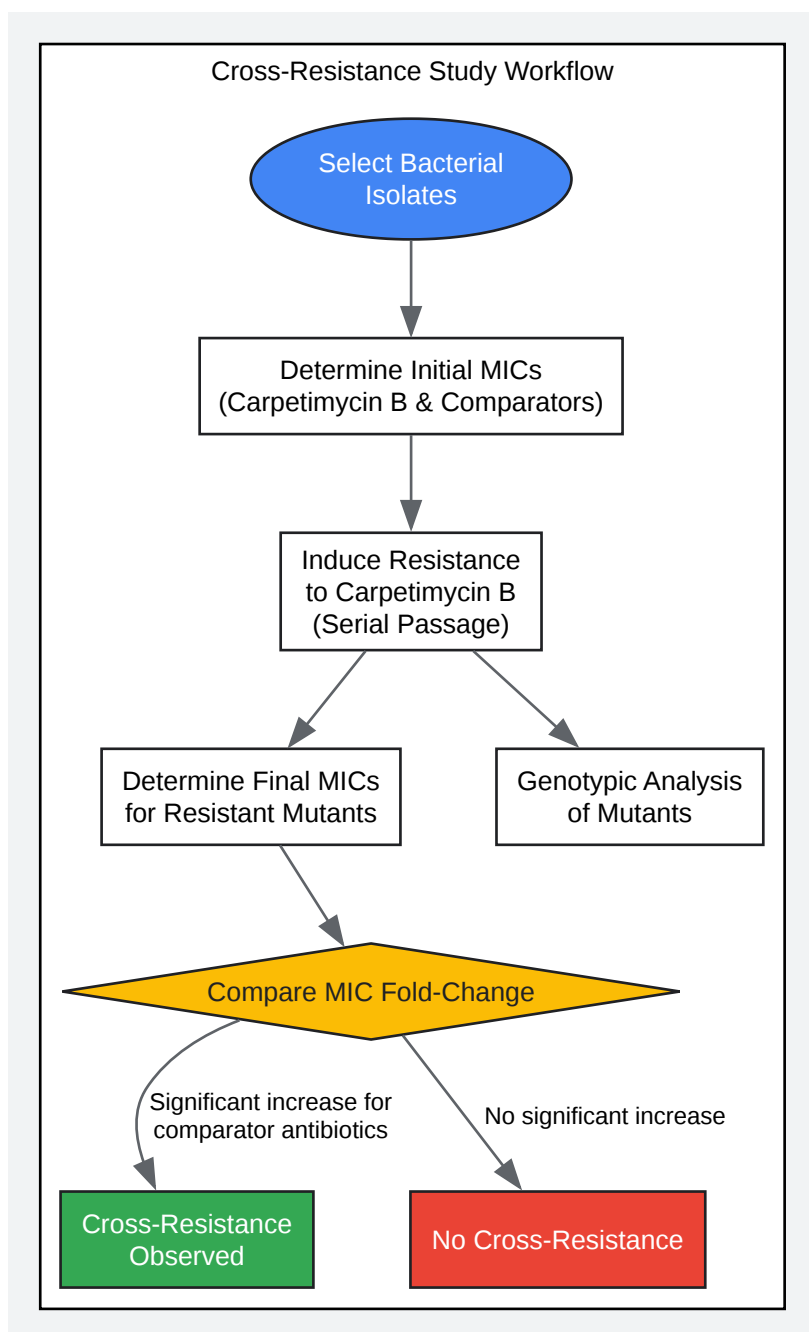 Cross-Resistance Study Workflow
Select Bacterial
Isolates
Determine Initial MICs
(Carpetimycin B & Comparators)
Induce Resistance
to Carpetimycin B
(Serial Passage)
Determine Final MICs
for Resistant Mutants
Genotypic Analysis
of Mutants
Compare MIC Fold-Change
Significant increase for
comparator antibiotics
No significant increase
Cross-Resistance
Observed
No Cross-Resistance